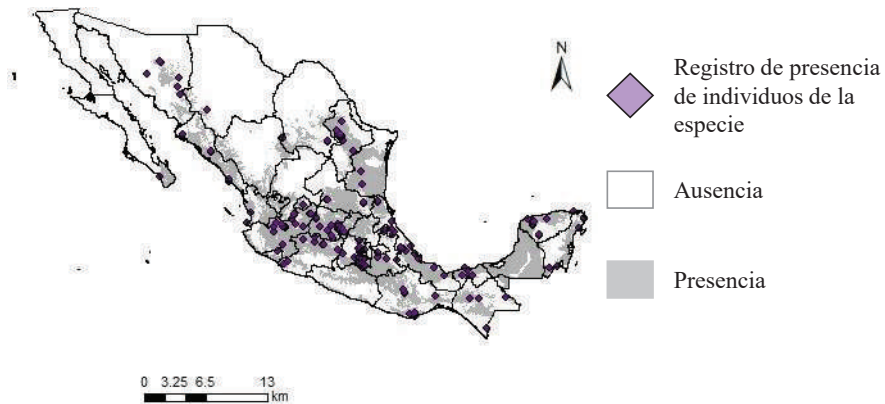 N
Registro de presencia
de individuos de la
especie
Ausencia
Presencia
0 3.25 6.5 13
km